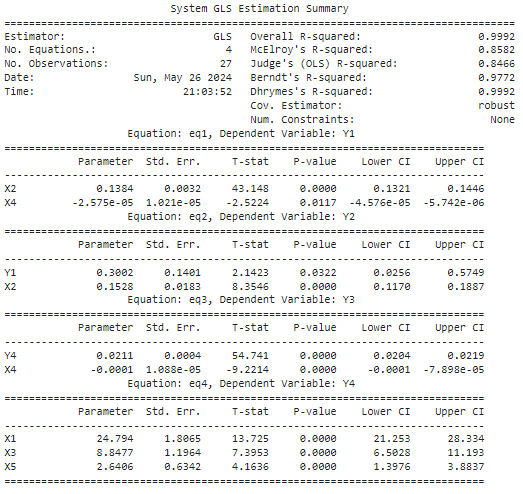 System GLS Estimation Summary
==============================================================================
Estimator: GLS Overall R-squared: 0.9992
No. Equations.: 4 McElroy's R-squared: 0.8582
No. Observations: 27 Judge's (OLS) R-squared: 0.8466
Date: Sun, May 26 2024 Berndt's R-squared: 0.9772
Time: 21:03:52 Dhrymes's R-squared: 0.9992
Cov. Estimator: robust
Num. Constraints: None
Equation: eq1, Dependent Variable: Y1
==============================================================================
Parameter Std. Err. T-stat P-value Lower CI Upper CI
------------------------------------------------------------------------------
X2 0.1384 0.0032 43.148 0.0000 0.1321 0.1446
X4 -2.575e-05 1.021e-05 -2.5224 0.0117 -4.576e-05 -5.742e-06
Equation: eq2, Dependent Variable: Y2
==============================================================================
Parameter Std. Err. T-stat P-value Lower CI Upper CI
------------------------------------------------------------------------------
Y1 0.3002 0.1401 2.1423 0.0322 0.0256 0.5749
X2 0.1528 0.0183 8.3546 0.0000 0.1170 0.1887
Equation: eq3, Dependent Variable: Y3
==============================================================================
Parameter Std. Err. T-stat P-value Lower CI Upper CI
------------------------------------------------------------------------------
Y4 0.0211 0.0004 54.741 0.0000 0.0204 0.0219
X4 -0.0001 1.088e-05 -9.2214 0.0000 -0.0001 -7.898e-05
Equation: eq4, Dependent Variable: Y4
==============================================================================
Parameter Std. Err. T-stat P-value Lower CI Upper CI
------------------------------------------------------------------------------
X1 24.794 1.8065 13.725 0.0000 21.253 28.334
X3 8.8477 1.1964 7.3953 0.0000 6.5028 11.193
X5 2.6406 0.6342 4.1636 0.0000 1.3976 3.8837
==============================================================================